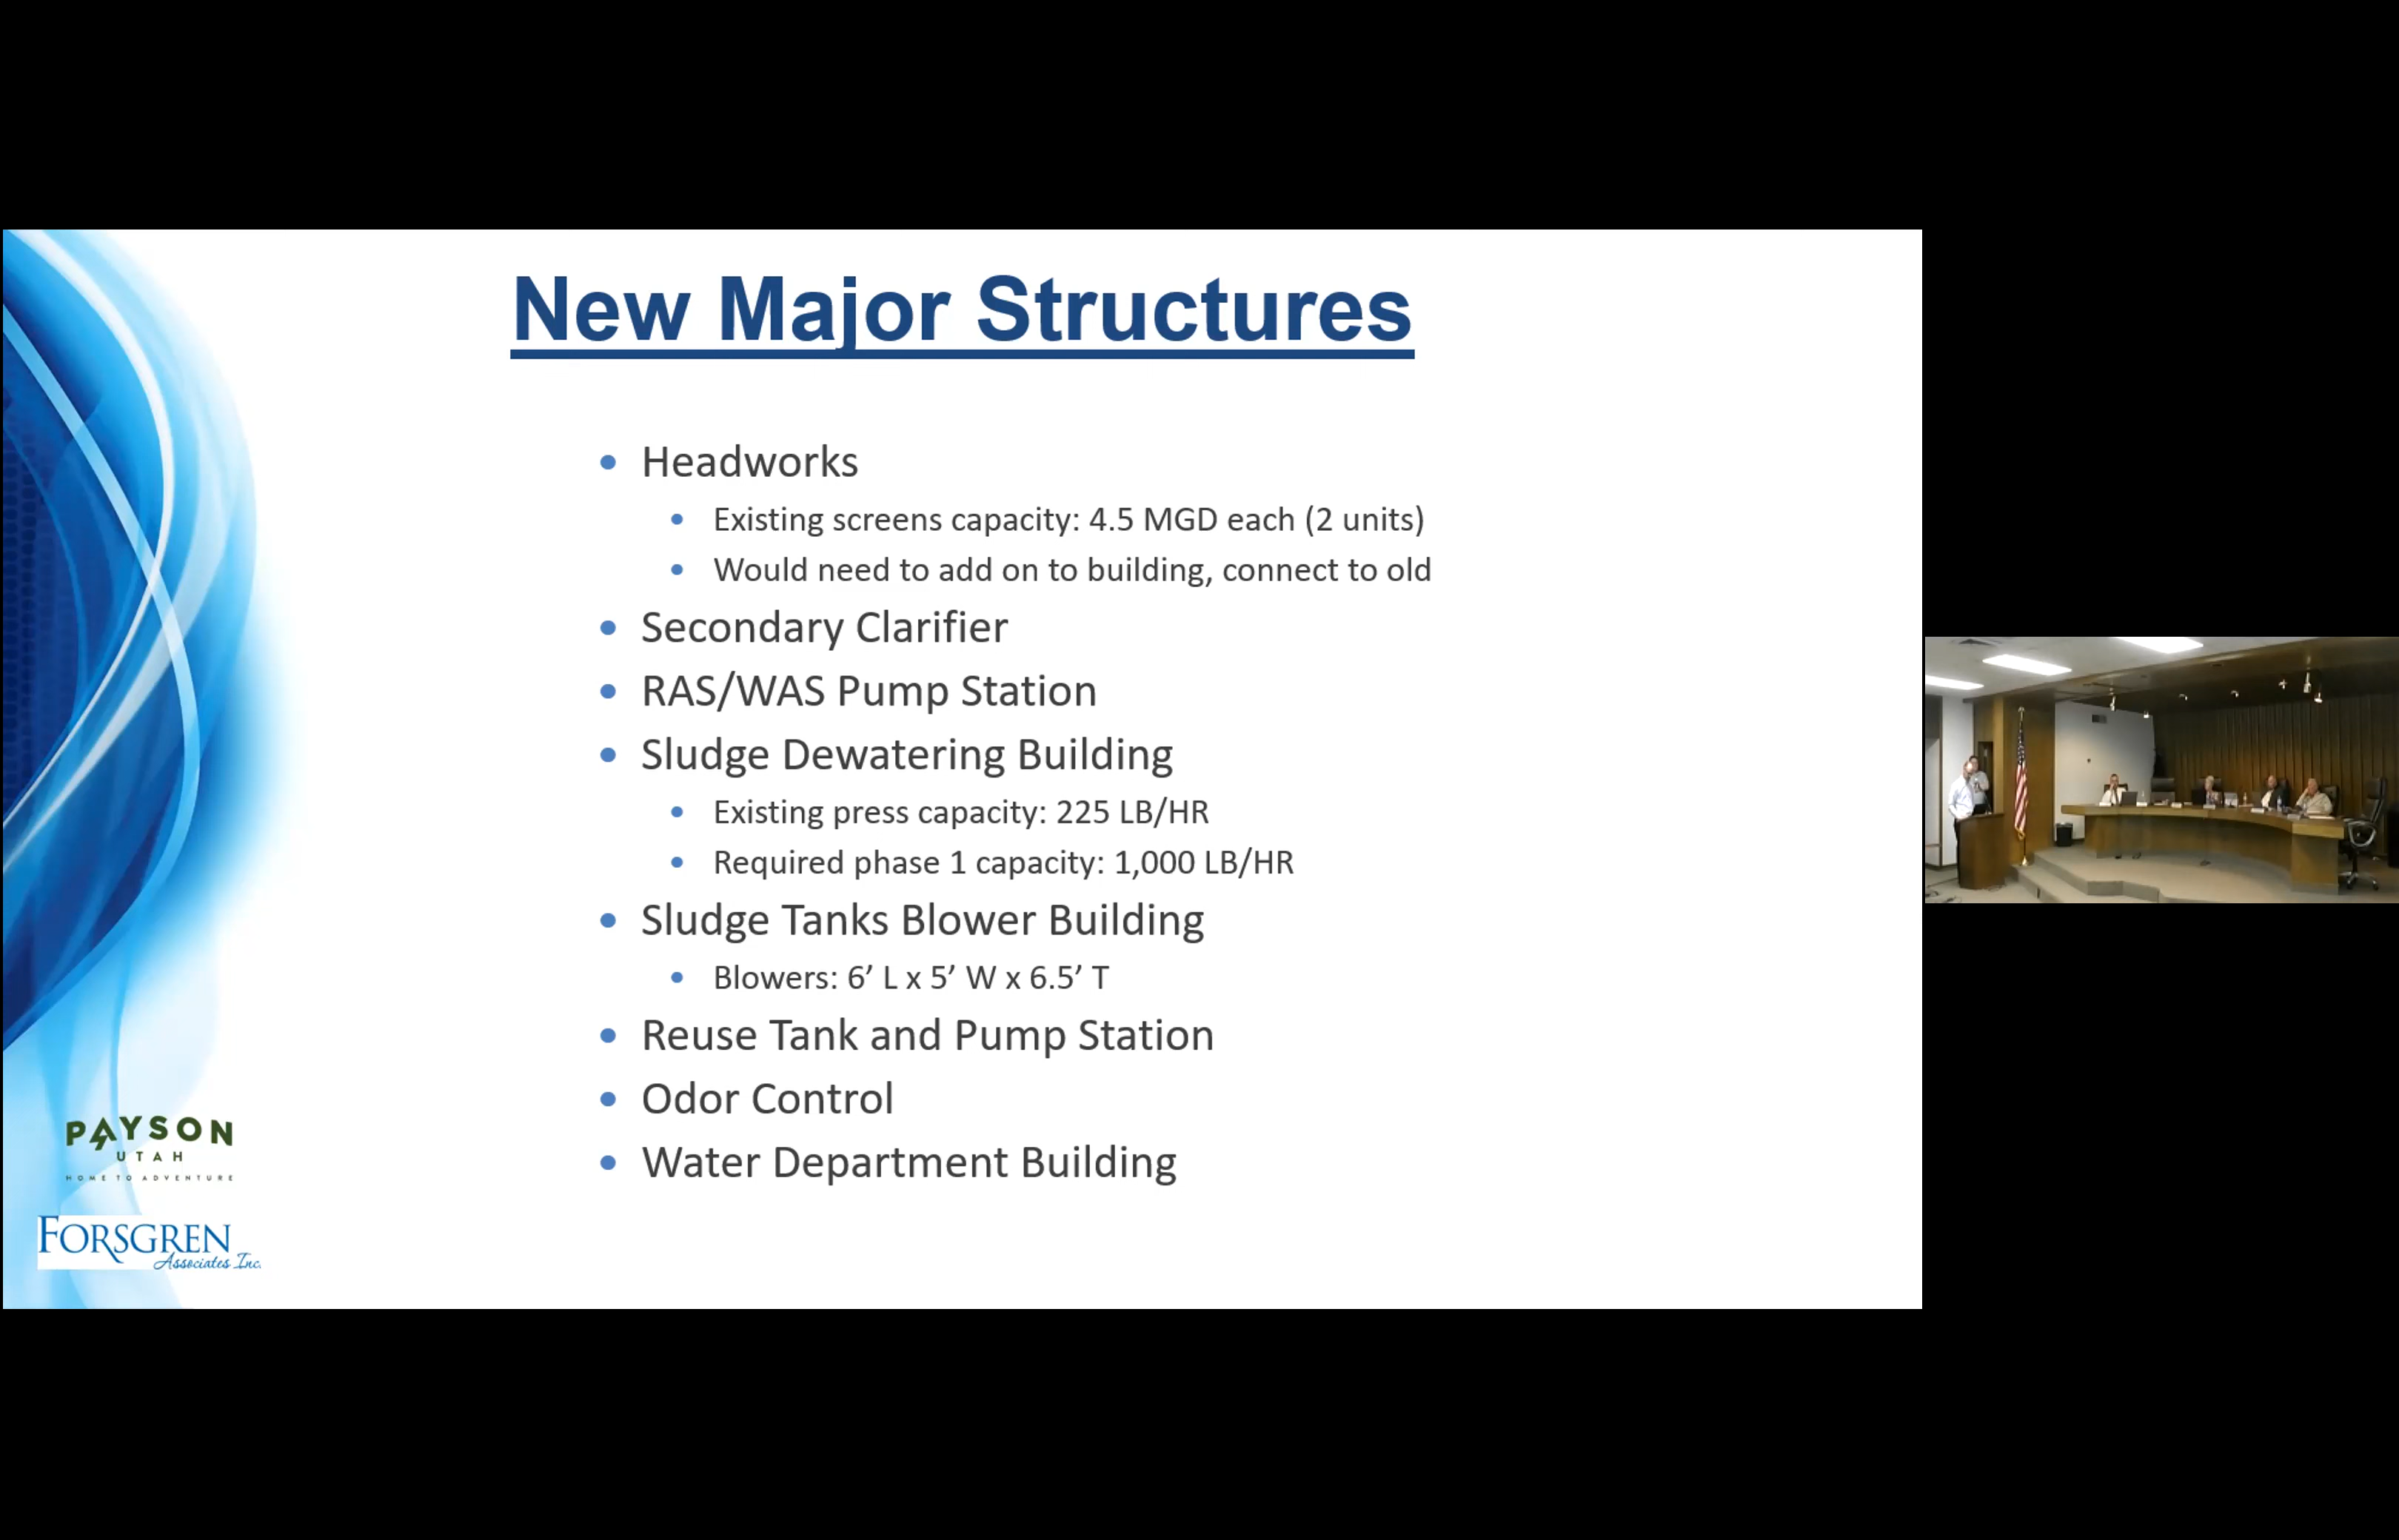 New Major Structures
• Headworks
• Existing screens capacity: 4.5 MGD each (2 units)
• Would need to add on to building, connect to old
• Secondary Clarifier
• RAS/WAS Pump Station
• Sludge Dewatering Building
• Existing press capacity: 225 LB/HR
• Required phase 1 capacity: 1,000 LB/HR
• Sludge Tanks Blower Building
• Blowers: 6’ L x 5’ W x 6.5’ T
• Reuse Tank and Pump Station
• Odor Control
• Water Department Building
PAYSON
UTAH
HOME TO ADVENTURE
FORSGREN
Associates Inc.